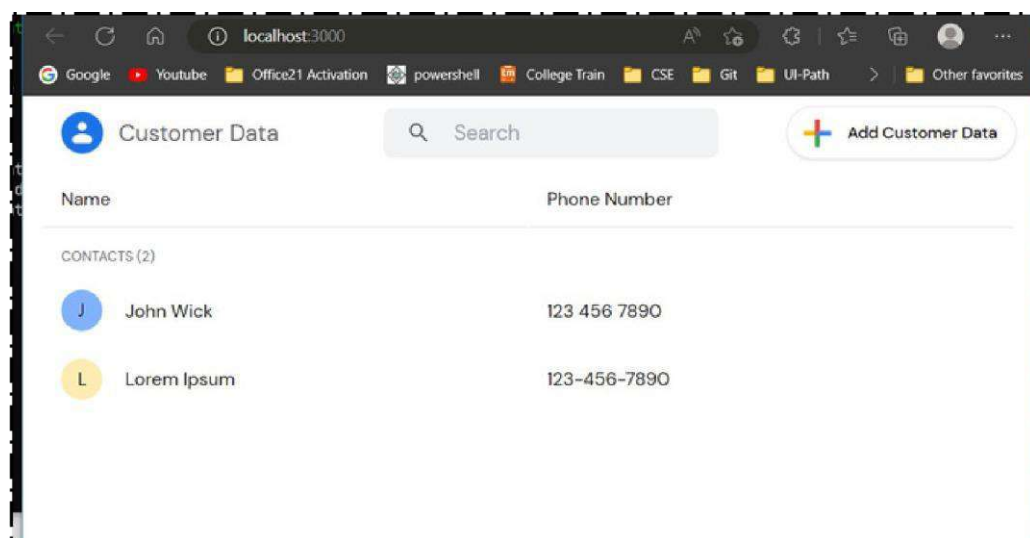 localhost:3000
Google Youtube Office21 Activation powershell College Train CSE Git UI-Path Other favorites
Customer Data Search Add Customer Data
Name Phone Number
CONTACTS (2)
J John Wick 123 456 7890
L Lorem Ipsum 123-456-7890